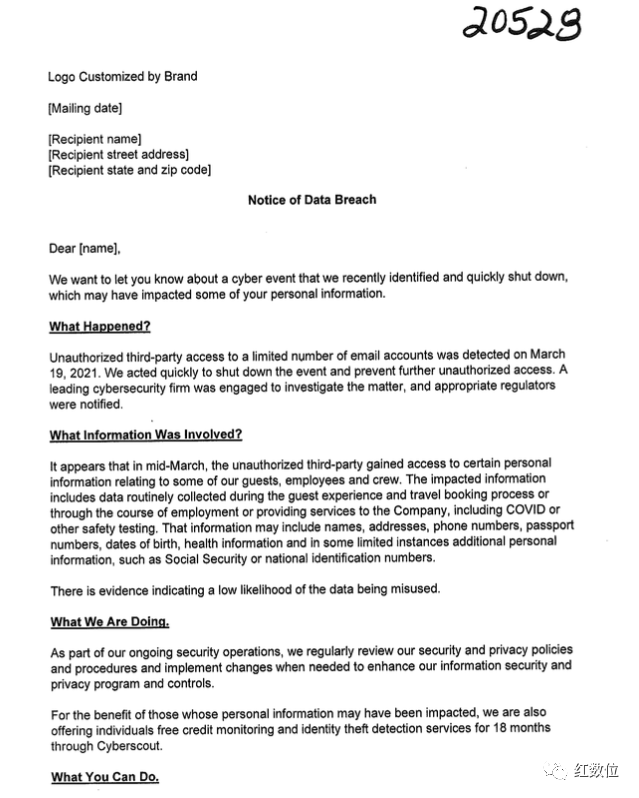 20528
Logo Customized by Brand
[Mailing date]
[Recipient name]
[Recipient street address]
[Recipient state and zip code]
Notice of Data Breach
Dear [name],
We want to let you know about a cyber event that we recently identified and quickly shut down,
which may have impacted some of your personal information.
What Happened?
Unauthorized third-party access to a limited number of email accounts was detected on March
19, 2021. We acted quickly to shut down the event and prevent further unauthorized access. A
leading cybersecurity firm was engaged to investigate the matter, and appropriate regulators
were notified.
What Information Was Involved?
It appears that in mid-March, the unauthorized third-party gained access to certain personal
information relating to some of our guests, employees and crew. The impacted information
includes data routinely collected during the guest experience and travel booking process or
through the course of employment or providing services to the Company, including COVID or
other safety testing. That information may include names, addresses, phone numbers, passport
numbers, dates of birth, health information and in some limited instances additional personal
information, such as Social Security or national identification numbers.
There is evidence indicating a low likelihood of the data being misused.
What We Are Doing.
As part of our ongoing security operations, we regularly review our security and privacy policies
and procedures and implement changes when needed to enhance our information security and
privacy program and controls.
For the benefit of those whose personal information may have been impacted, we are also
offering individuals free credit monitoring and identity theft detection services for 18 months
through Cyberscout.
What You Can Do.
红数位